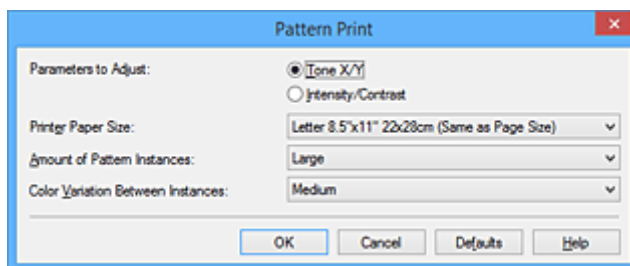 Pattern Print
Parameters to Adjust: Tone X/Y
Intensity/Contrast
Printer Paper Size: Letter 8.5"x11" 22x28cm (Same as Page Size)
Amount of Pattern Instances: Large
Color Variation Between Instances: Medium
OK Cancel Defaults Help